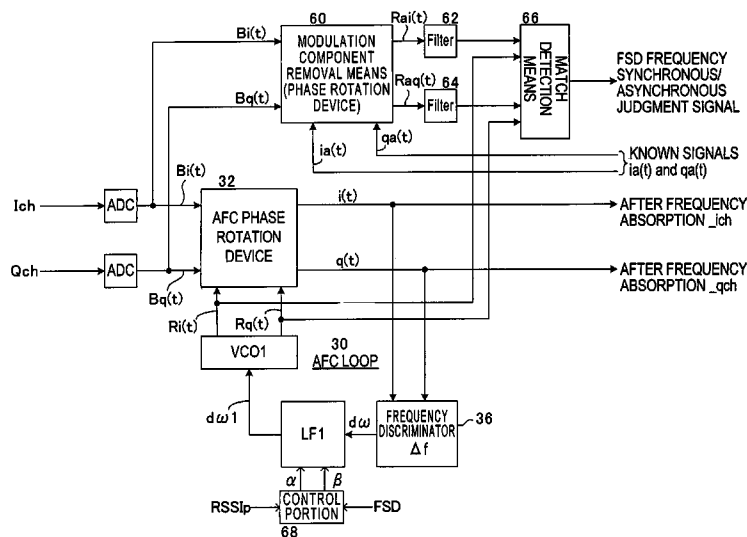 60
Rai(t)
62
66
Bi(t)
MODULATION
COMPONENT
REMOVAL MEANS
(PHASE ROTATION
DEVICE)
Filter
Raq(t)
64
Filter
Bq(t)
MATCH
DETECTION
MEANS
FSD FREQUENCY
SYNCHRONOUS/
ASYNCHRONOUS
JUDGMENT SIGNAL
qa(t)
ia(t)
KNOWN SIGNALS
ia(t) and qa(t)
Bi(t)
32
i(t)
Ich
ADC
AFC PHASE
ROTATION
DEVICE
AFTER FREQUENCY
ABSORPTION _ich
q(t)
Qch
ADC
Bq(t)
AFTER FREQUENCY
ABSORPTION _qch
Ri(t)
Rq(t)
30
AFC LOOP
VCO1
dω1
LF1
dω
FREQUENCY
DISCRIMINATOR
Δf
36
α
β
RSSIp
CONTROL
PORTION
FSD
68